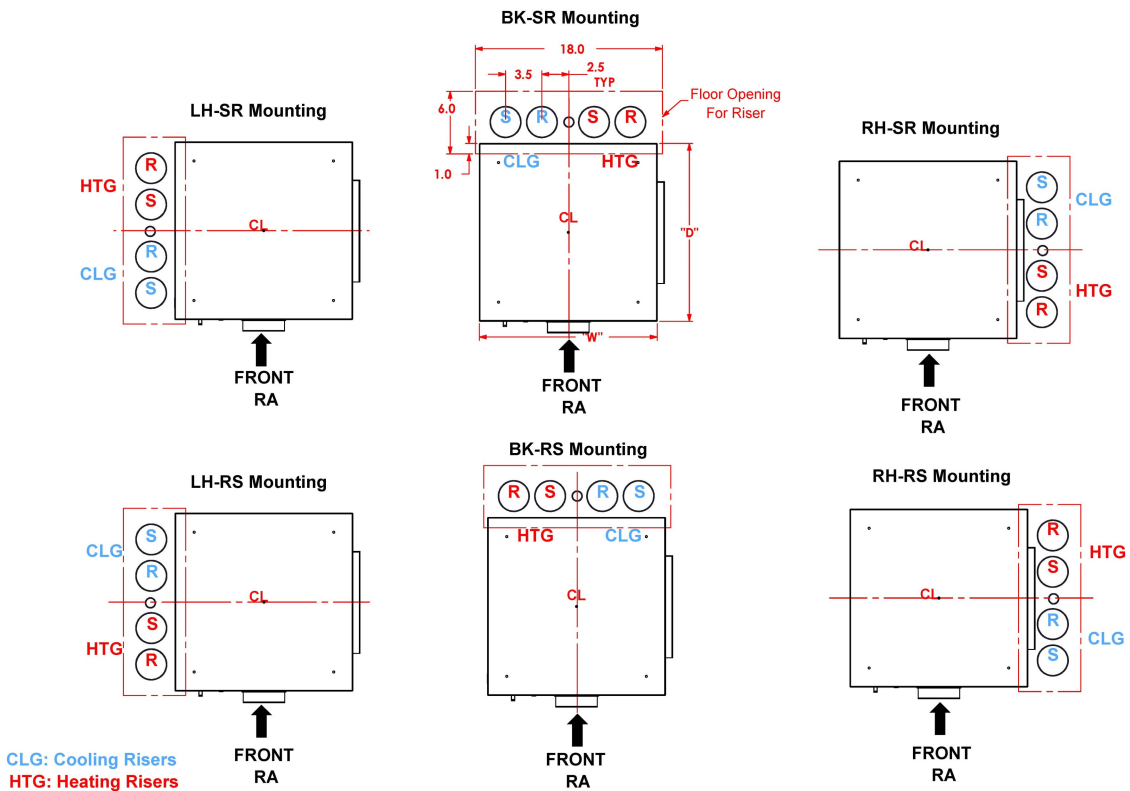 BK-SR Mounting
18.0
3.5
2.5
TYP
6.0
Floor Opening
For Riser
S R S R
CLG HTG
1.0
CL
"D"
"W"
FRONT
RA
LH-SR Mounting
R
HTG
S
CL
R
CLG
S
FRONT
RA
RH-SR Mounting
S
CLG
R
CL
S
HTG
R
FRONT
RA
LH-RS Mounting
S
CLG
R
CL
S
HTG
R
FRONT
RA
BK-RS Mounting
R S R S
HTG CLG
CL
FRONT
RA
RH-RS Mounting
R
HTG
S
CL
R
CLG
S
FRONT
RA
CLG: Cooling Risers
HTG: Heating Risers